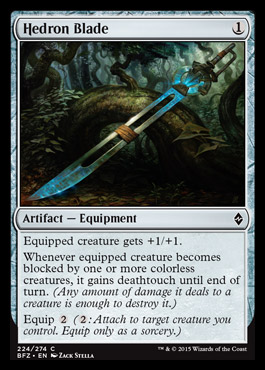 Hedron Blade 1
Artifact — Equipment
Equipped creature gets +1/+1.
Whenever equipped creature becomes
blocked by one or more colorless
creatures, it gains deathtouch until end of
turn. (Any amount of damage it deals to a
creature is enough to destroy it.)
Equip 2 (2: Attach to target creature you
control. Equip only as a sorcery.)
224/274 C
BFZ • EN Zack Stella
™ & © 2015 Wizards of the Coast